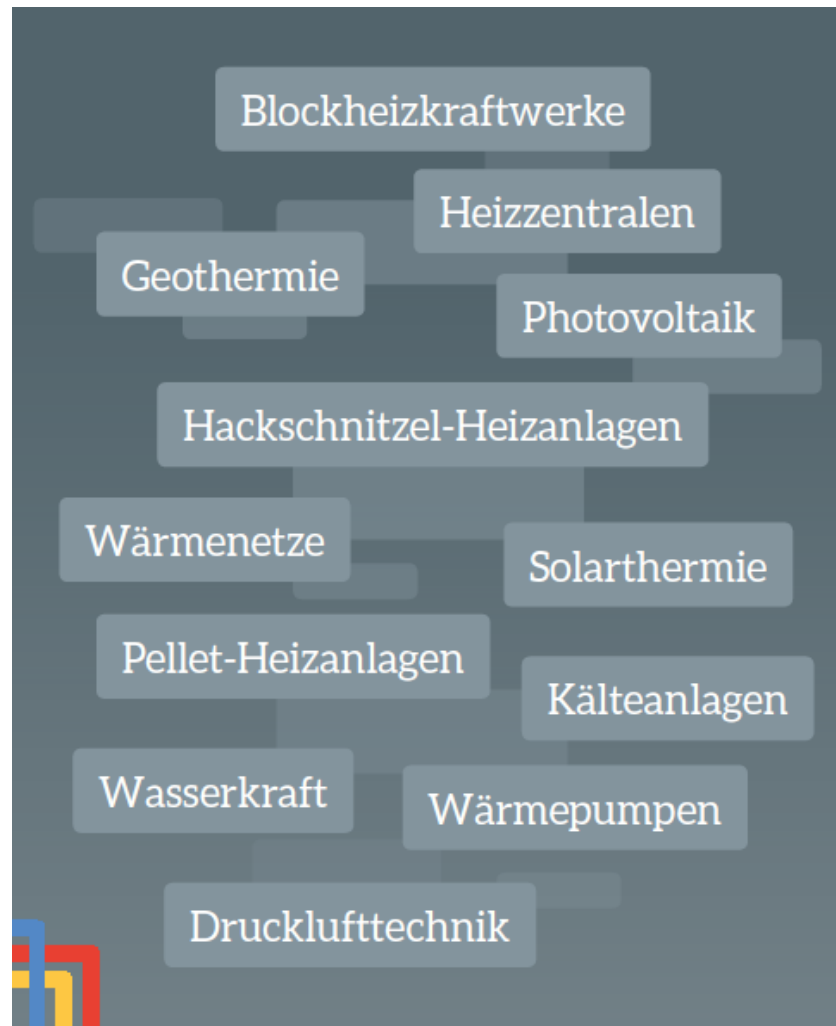 Blockheizkraftwerke
Heizzentralen
Geothermie
Photovoltaik
Hackschnitzel-Heizanlagen
Wärmenetze
Solarthermie
Pellet-Heizanlagen
Kälteanlagen
Wasserkraft
Wärmepumpen
Drucklufttechnik